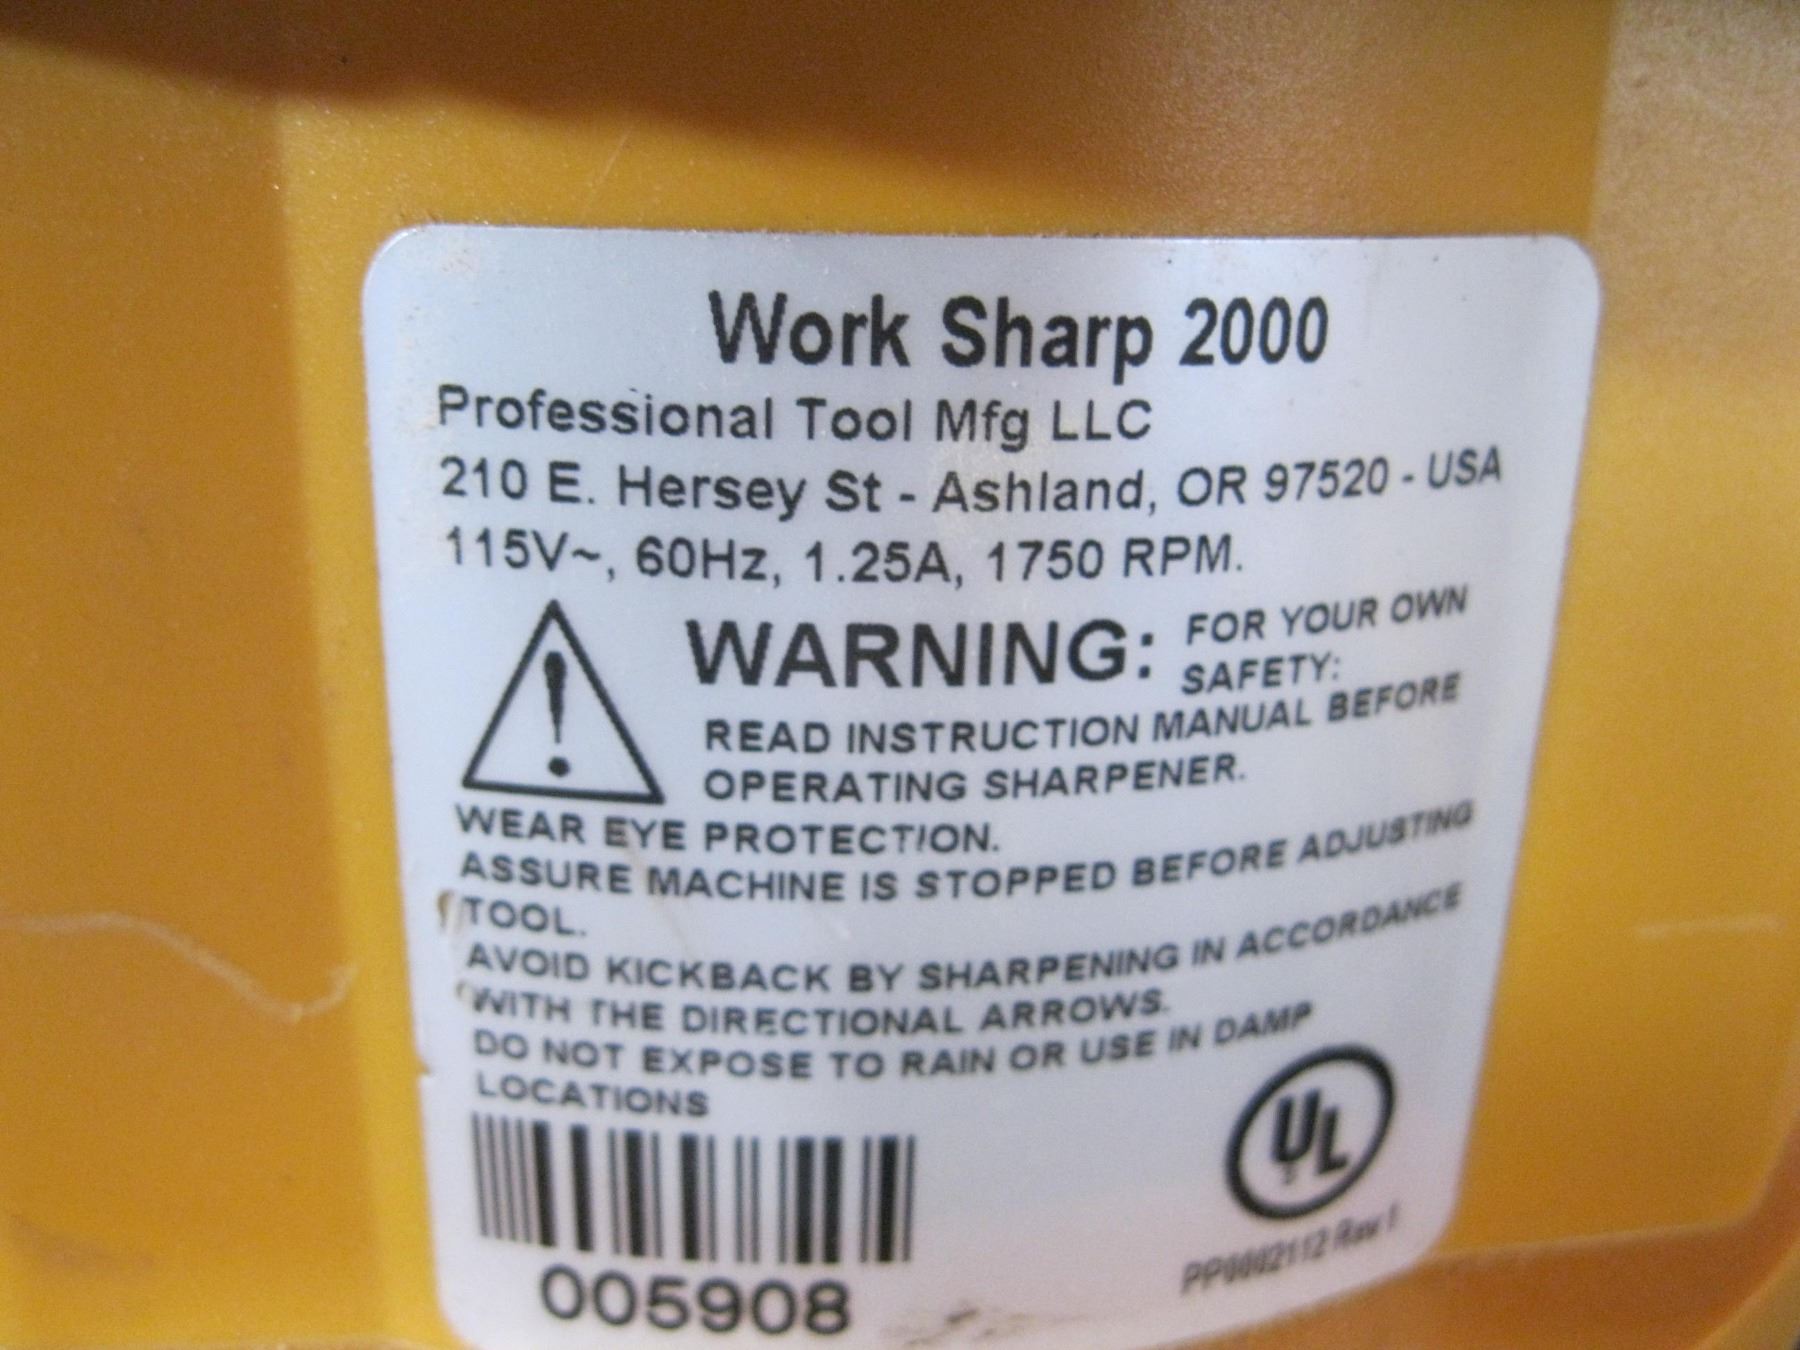 Work Sharp 2000
Professional Tool Mfg LLC
210 E. Hersey St - Ashland, OR 97520 - USA
115V~, 60Hz, 1.25A, 1750 RPM.
WARNING: FOR YOUR OWN
SAFETY:
READ INSTRUCTION MANUAL BEFORE
OPERATING SHARPENER.
WEAR EYE PROTECTION.
ASSURE MACHINE IS STOPPED BEFORE ADJUSTING
TOOL.
AVOID KICKBACK BY SHARPENING IN ACCORDANCE
WITH THE DIRECTIONAL ARROWS.
DO NOT EXPOSE TO RAIN OR USE IN DAMP
LOCATIONS
UL
PP0002112 Rev 1
005908